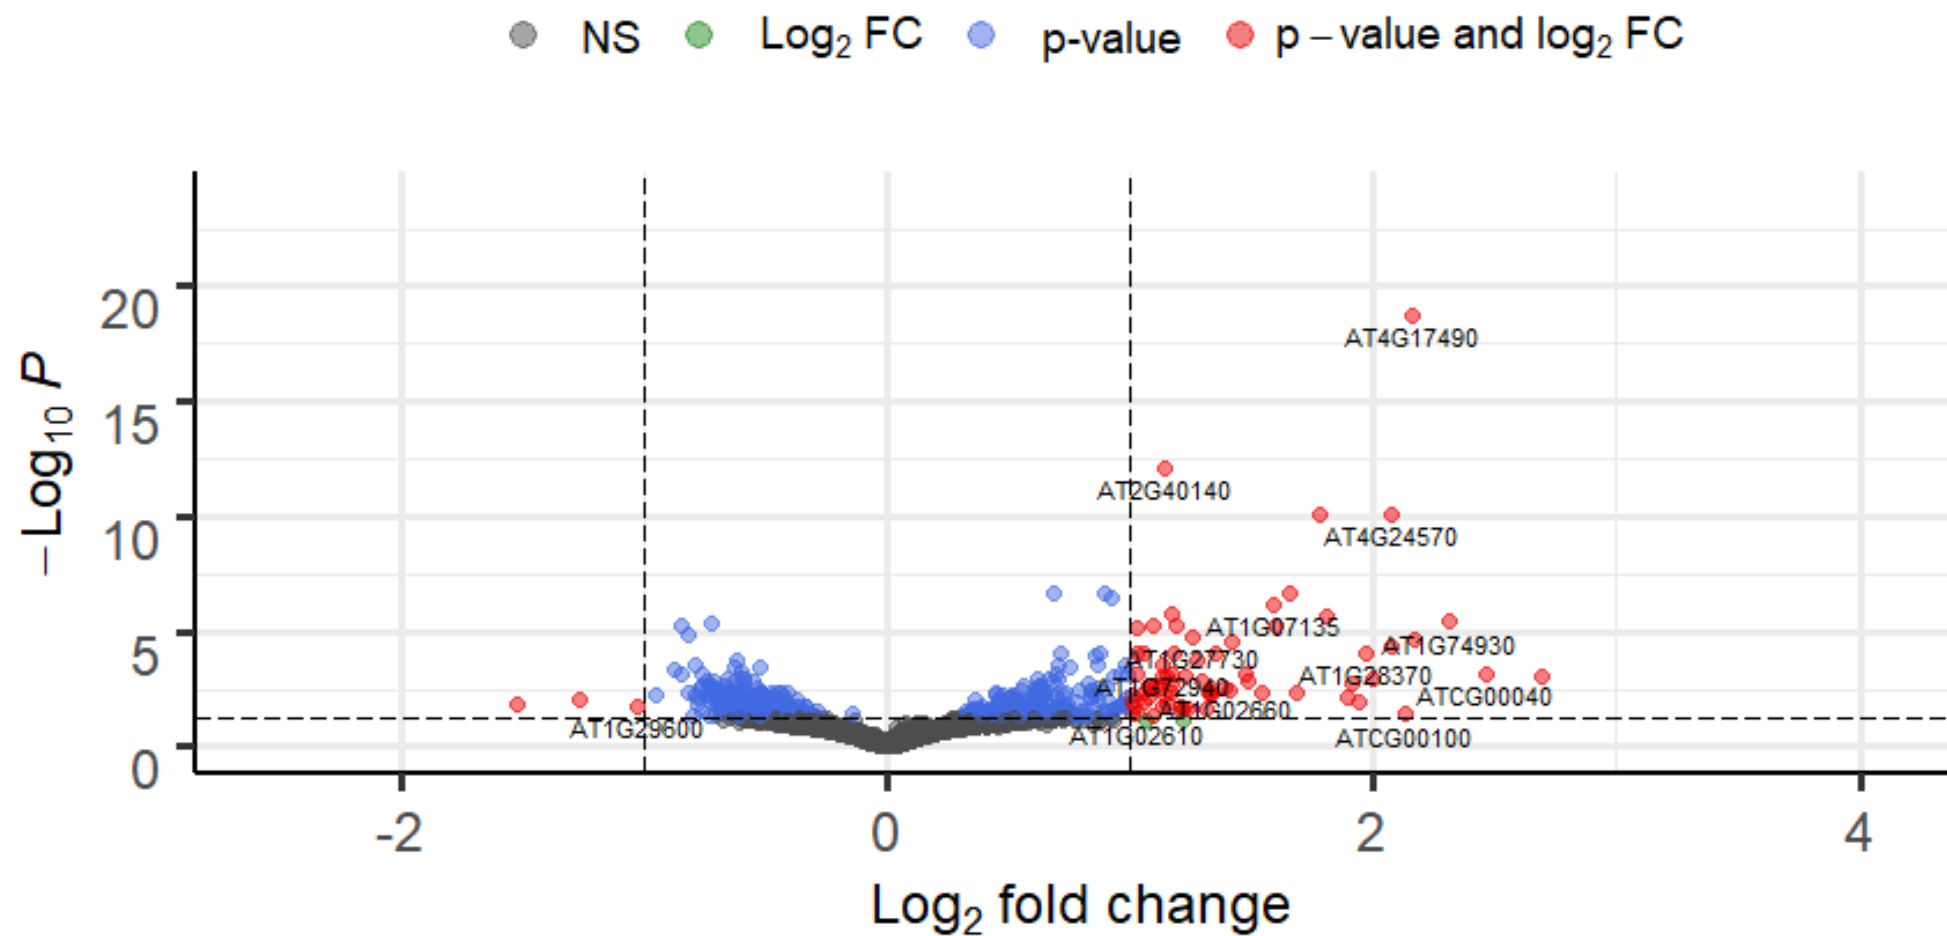 NS Log₂ FC p-value p – value and log₂ FC
−Log₁₀ P
20
15
10
5
0
AT4G17490
AT2G40140
AT4G24570
AT1G07135
AT1G74930
AT1G27730
AT1G28370
AT1G72940
ATCG00040
AT1G02660
AT1G29600
AT1G02610
ATCG00100
-2 0 2 4
Log₂ fold change